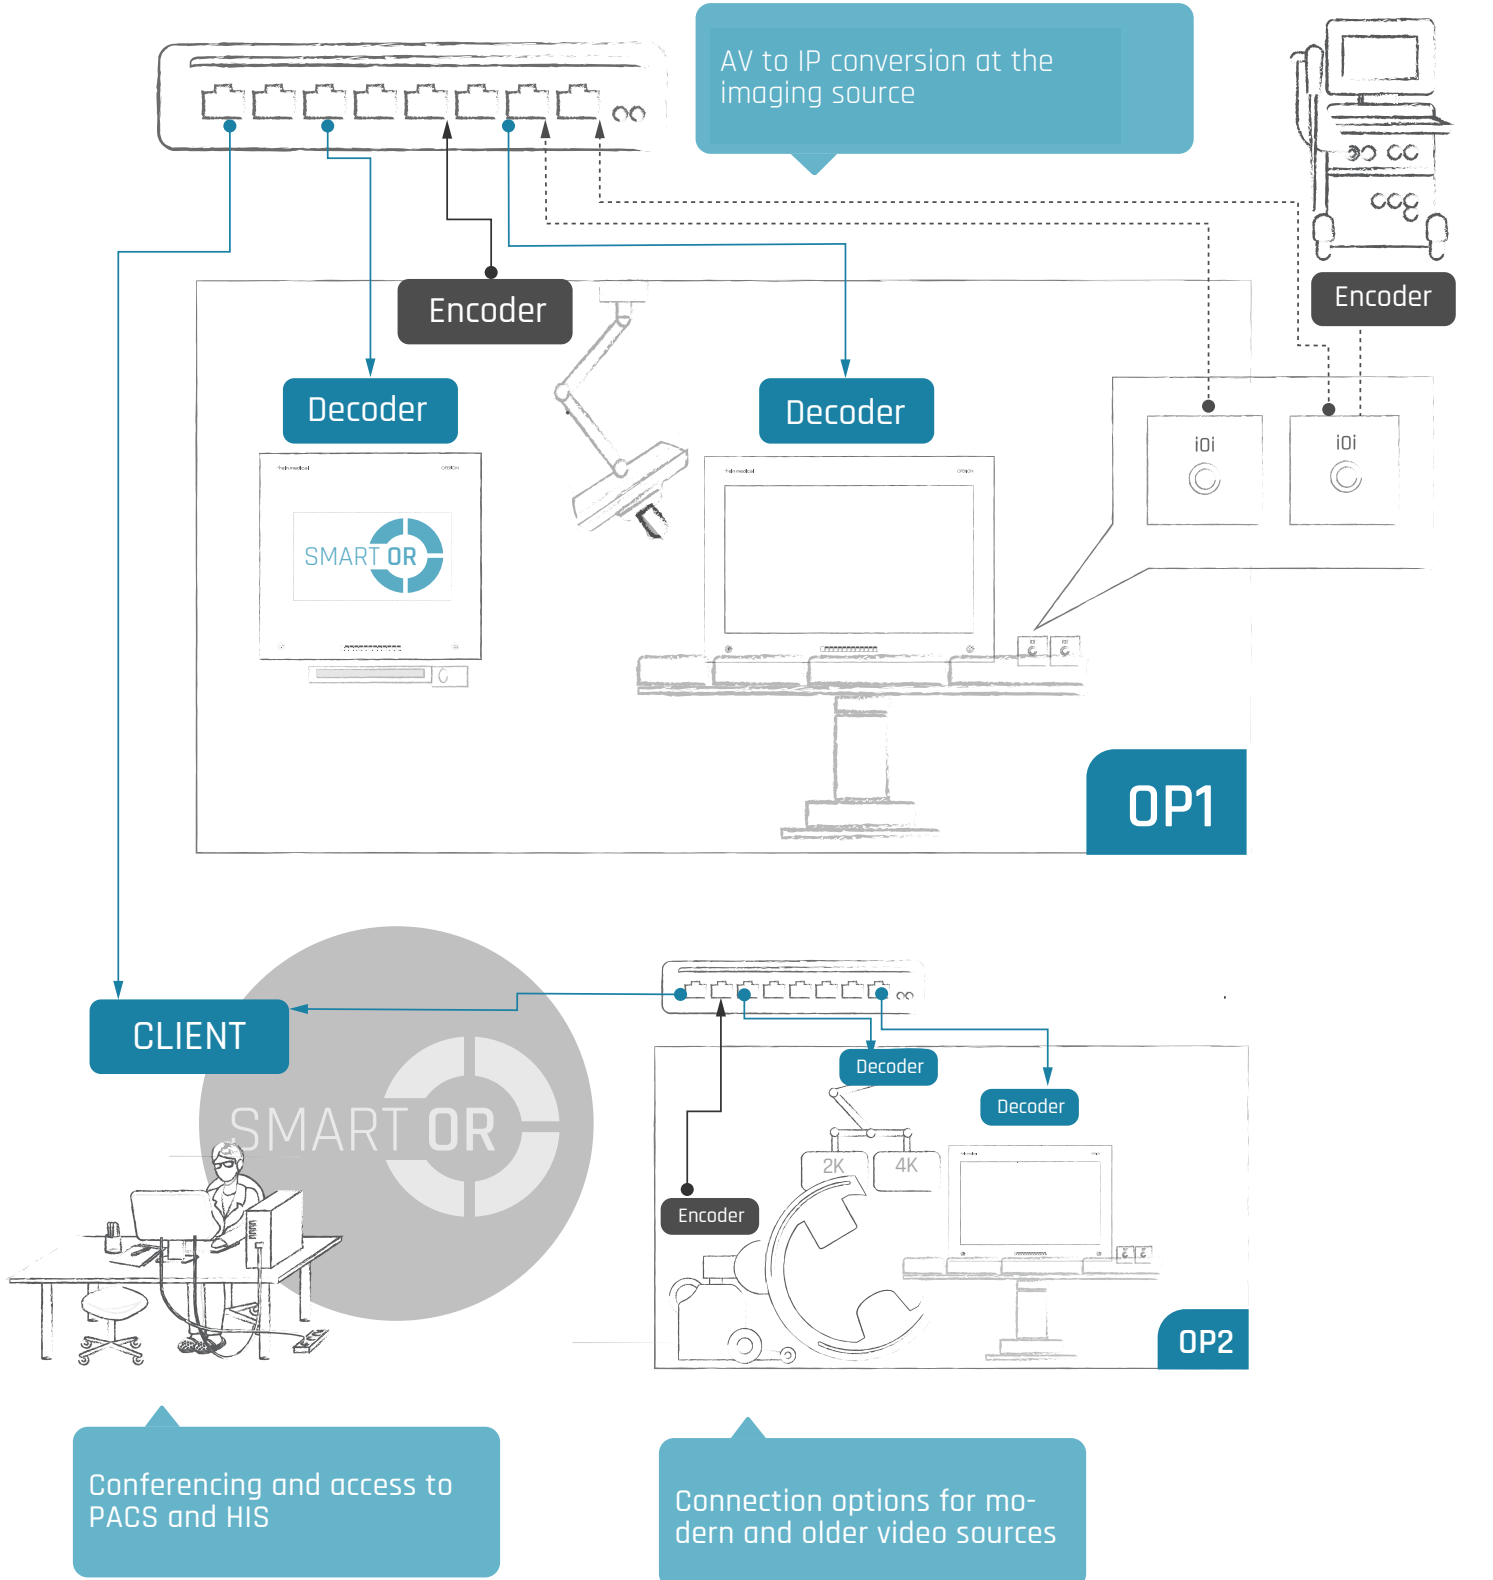 AV to IP conversion at the
imaging source
Encoder
Encoder
Decoder
Decoder
iOi
iOi
SMART OR
OP1
CLIENT
SMART OR
Decoder
Decoder
2K
4K
Encoder
OP2
Conferencing and access to
PACS and HIS
Connection options for mo-
dern and older video sources